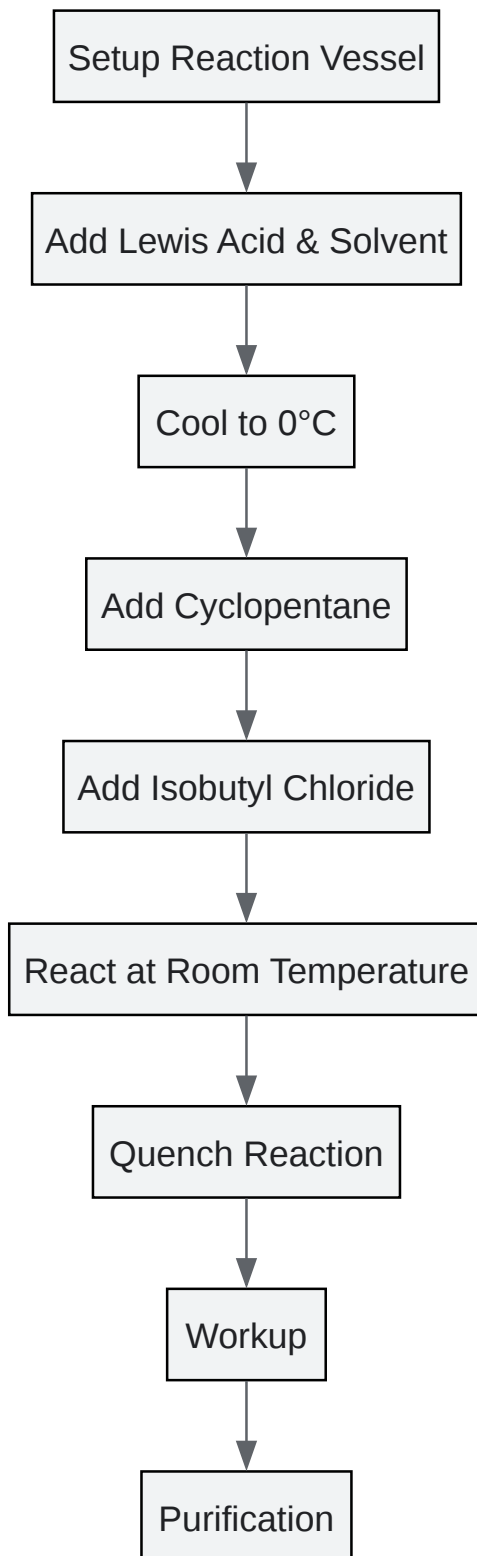 Setup Reaction Vessel
Add Lewis Acid & Solvent
Cool to 0°C
Add Cyclopentane
Add Isobutyl Chloride
React at Room Temperature
Quench Reaction
Workup
Purification